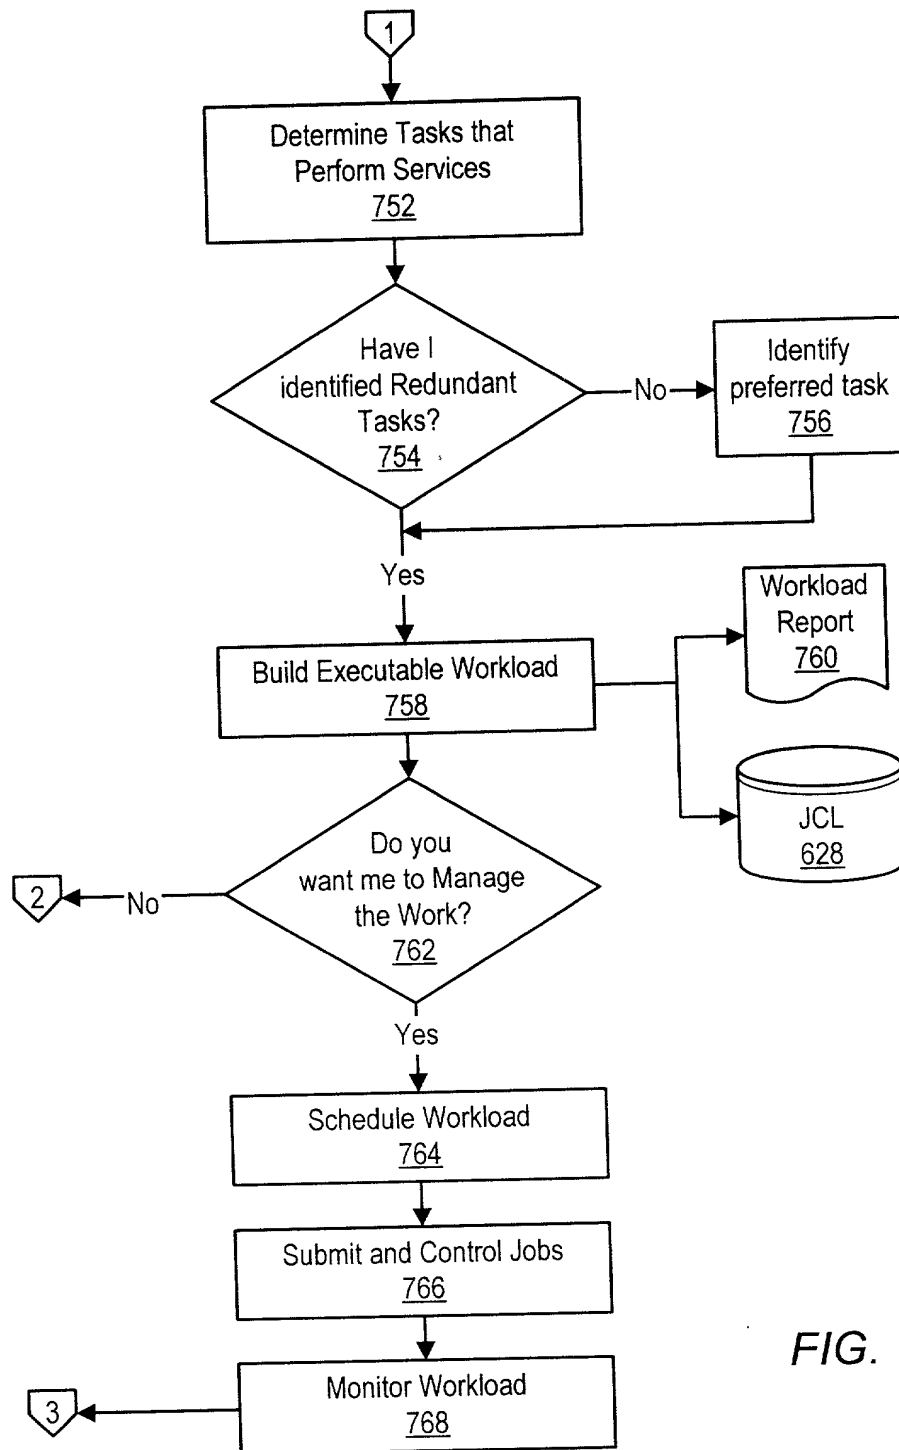 1
Determine Tasks that
Perform Services
752
Have I
identified Redundant
Tasks?
754
No
Identify
preferred task
756
Yes
Build Executable Workload
758
Workload
Report
760
JCL
628
Do you
want me to Manage
the Work?
762
No
2
Yes
Schedule Workload
764
Submit and Control Jobs
766
Monitor Workload
768
3
FIG.